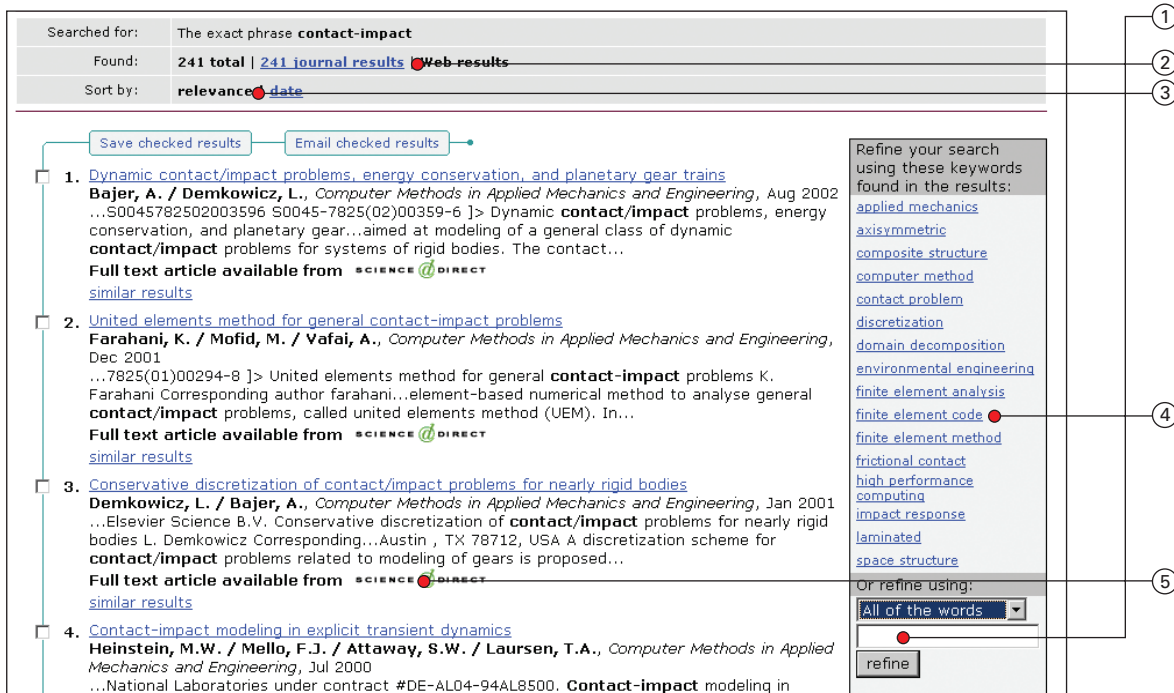 Searched for: The exact phrase contact-impact
Found: 241 total | 241 journal results | Web results
Sort by: relevance | date
Save checked results Email checked results
1. Dynamic contact/impact problems, energy conservation, and planetary gear trains
Bajer, A. / Demkowicz, L., Computer Methods in Applied Mechanics and Engineering, Aug 2002
...S0045782502003596 S0045-7825(02)00359-6 ]> Dynamic contact/impact problems, energy
conservation, and planetary gear...aimed at modeling of a general class of dynamic
contact/impact problems for systems of rigid bodies. The contact...
Full text article available from SCIENCE @ DIRECT
similar results
2. United elements method for general contact-impact problems
Farahani, K. / Mofid, M. / Vafai, A., Computer Methods in Applied Mechanics and Engineering,
Dec 2001
...7825(01)00294-8 ]> United elements method for general contact-impact problems K.
Farahani Corresponding author farahani...element-based numerical method to analyse general
contact/impact problems, called united elements method (UEM). In...
Full text article available from SCIENCE @ DIRECT
similar results
3. Conservative discretization of contact/impact problems for nearly rigid bodies
Demkowicz, L. / Bajer, A., Computer Methods in Applied Mechanics and Engineering, Jan 2001
...Elsevier Science B.V. Conservative discretization of contact/impact problems for nearly rigid
bodies L. Demkowicz Corresponding...Austin , TX 78712, USA A discretization scheme for
contact/impact problems related to modeling of gears is proposed...
Full text article available from SCIENCE @ DIRECT
similar results
4. Contact-impact modeling in explicit transient dynamics
Heinstein, M.W. / Mello, F.J. / Attaway, S.W. / Laursen, T.A., Computer Methods in Applied
Mechanics and Engineering, Jul 2000
...National Laboratories under contract #DE-AL04-94AL8500. Contact-impact modeling in
Refine your search
using these keywords
found in the results:
applied mechanics
axisymmetric
composite structure
computer method
contact problem
discretization
domain decomposition
environmental engineering
finite element analysis
finite element code
finite element method
frictional contact
high performance
computing
impact response
laminated
space structure
Or refine using:
All of the words
refine
1
2
3
4
5